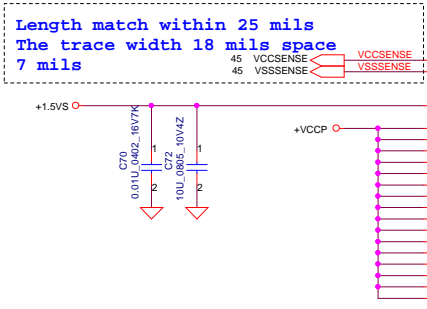 Length match within 25 mils
The trace width 18 mils space
7 mils
45 VCCSENSE VCCSENSE
45 VSSSENSE VSSSENSE
+1.5VS
+VCCP
C70
0.01U_0402_16V7K
1
2
C72
10U_0805_10V4Z
1
2